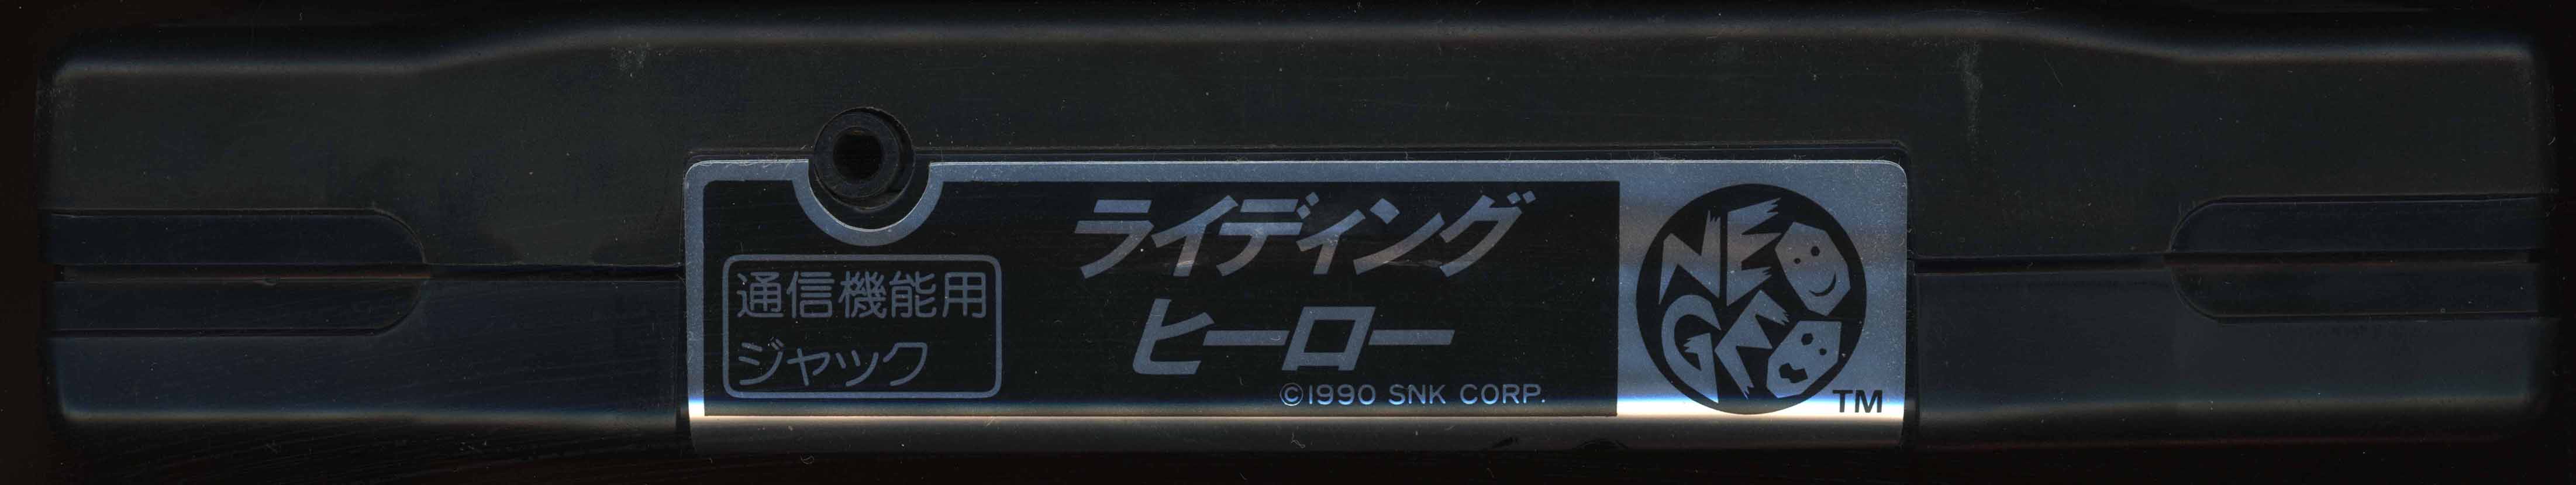 通信機能用
ジャック
ライディング
ヒーロー
©1990 SNK CORP.
NEO
GEO
TM